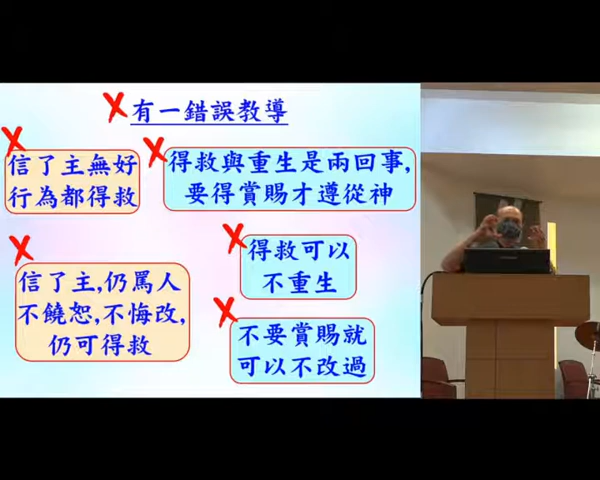 有一錯誤教導
信了主無好
行為都得救
得救與重生是兩回事,
要得賞賜才遵從神
信了主,仍罵人
不饒恕,不悔改,
仍可得救
得救可以
不重生
不要賞賜就
可以不改過